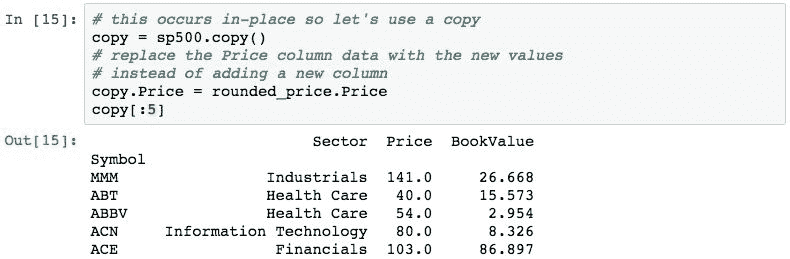 In [15]: # this occurs in-place so let's use a copy
copy = sp500.copy()
# replace the Price column data with the new values
# instead of adding a new column
copy.Price = rounded_price.Price
copy[:5]
Out[15]: Sector Price BookValue
Symbol
MMM Industrials 141.0 26.668
ABT Health Care 40.0 15.573
ABBV Health Care 54.0 2.954
ACN Information Technology 80.0 8.326
ACE Financials 103.0 86.897